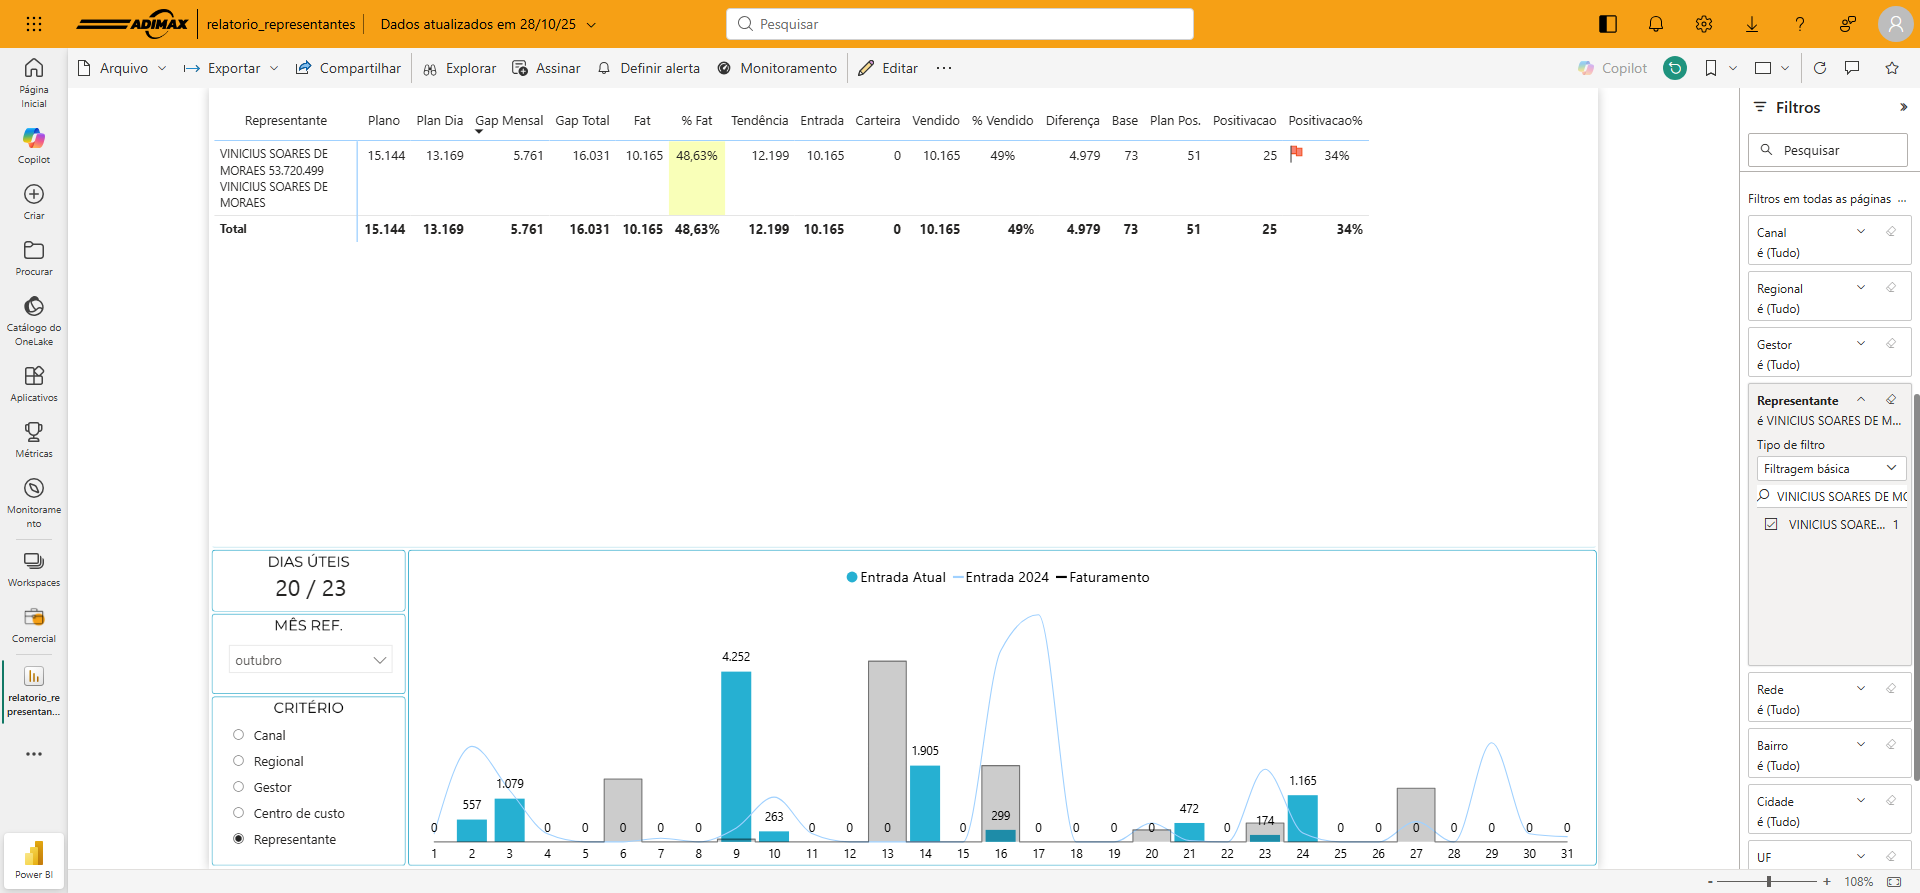 ADIMAX
relatorio_representantes
Dados atualizados em 28/10/25
Pesquisar
Arquivo
Exportar
Compartilhar
Explorar
Assinar
Definir alerta
Monitoramento
Editar
...
Copilot
Página
Inicial
Copilot
Criar
Procurar
Catálogo do
OneLake
Aplicativos
Métricas
Monitorame
nto
Workspaces
Comercial
relatorio_re
presentan...
Power BI
Representante Plano Plan Dia Gap Mensal Gap Total Fat % Fat Tendência Entrada Carteira Vendido % Vendido Diferença Base Plan Pos. Positivacao Positivacao%
VINICIUS SOARES DE 15.144 13.169 5.761 16.031 10.165 48,63% 12.199 10.165 0 10.165 49% 4.979 73 51 25 34%
MORAES 53.720.499
VINICIUS SOARES DE
MORAES
Total 15.144 13.169 5.761 16.031 10.165 48,63% 12.199 10.165 0 10.165 49% 4.979 73 51 25 34%
DIAS ÚTEIS
20 / 23
MÊS REF.
outubro
CRITÉRIO
Canal
Regional
Gestor
Centro de custo
Representante
Entrada Atual Entrada 2024 Faturamento
0 557 1.079 0 0 0 0 0 4.252 263 0 0 0 1.905 0 299 0 0 0 0 472 0 174 1.165 0 0 0 0 0 0 0
1 2 3 4 5 6 7 8 9 10 11 12 13 14 15 16 17 18 19 20 21 22 23 24 25 26 27 28 29 30 31
Filtros
Pesquisar
Filtros em todas as páginas ...
Canal
é (Tudo)
Regional
é (Tudo)
Gestor
é (Tudo)
Representante
é VINICIUS SOARES DE M...
Tipo de filtro
Filtragem básica
VINICIUS SOARES DE MO
VINICIUS SOARE... 1
Rede
é (Tudo)
Bairro
é (Tudo)
Cidade
é (Tudo)
UF
- + 108%